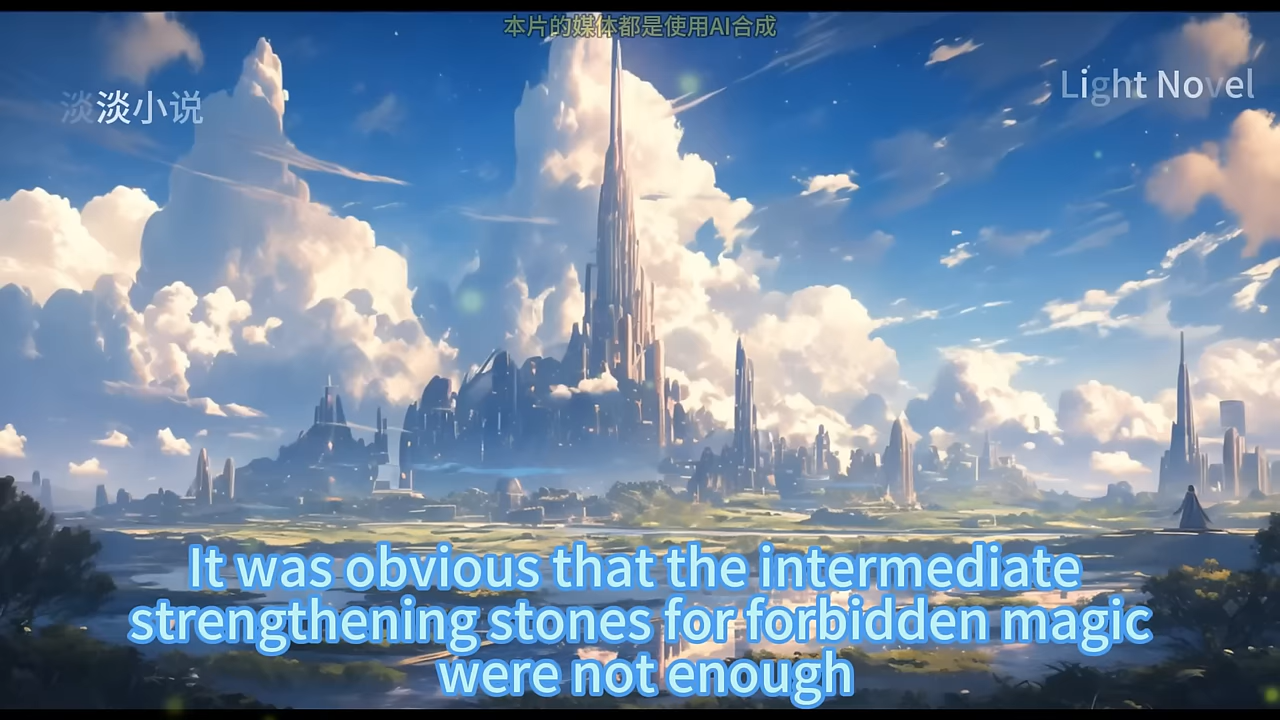 本片的媒体都是使用AI合成
淡淡小说
Light Novel
It was obvious that the intermediate
strengthening stones for forbidden magic
were not enough